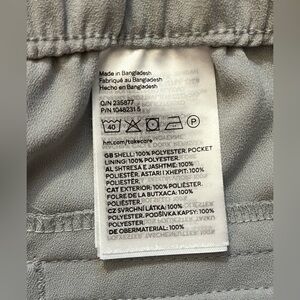 Made in Bangladesh
Fabriqué au Bangladesh
Hecho en Bangladesh
O/N 235877
P/N 1048231 5
40 P
hm.com/takecare
GB SHELL: 100% POLYESTER. POCKET
LINING: 100% POLYESTER.
AL SHTRESA E JASHTME: 100%
POLIESTËR. ASTARI I XHEPIT: 100%
POLIESTËR.
CAT EXTERIOR: 100% POLIÈSTER.
FOLRE DE LA BUTXACA: 100%
POLIÈSTER.
CZ SVRCHNÍ LÁTKA: 100%
POLYESTER. PODŠÍVKA KAPSY: 100%
POLYESTER.
DE OBERMATERIAL: 100%